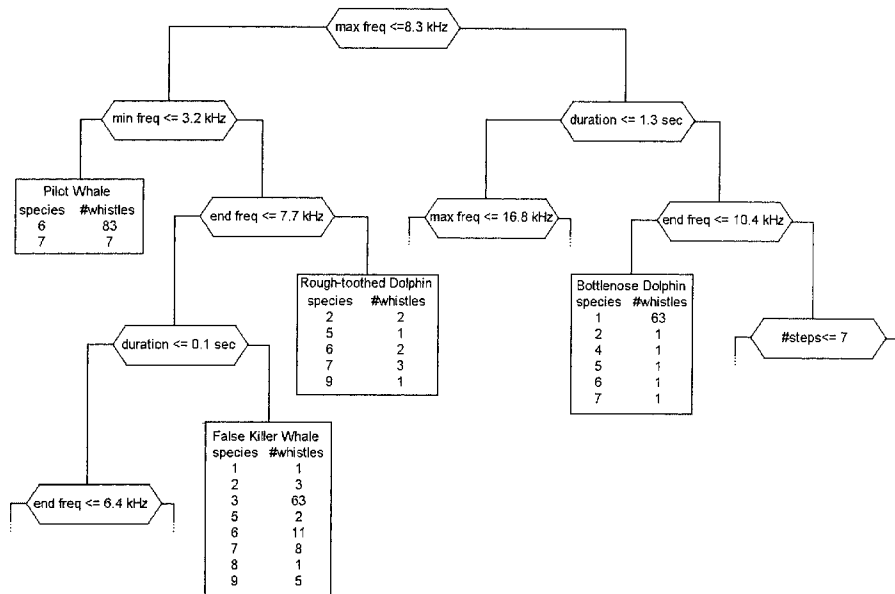 max freq <=8.3 kHz
min freq <= 3.2 kHz
duration <= 1.3 sec
Pilot Whale
species #whistles
6 83
7 7
end freq <= 7.7 kHz
max freq <= 16.8 kHz
end freq <= 10.4 kHz
Rough-toothed Dolphin
species #whistles
2 2
5 1
6 2
7 3
9 1
Bottlenose Dolphin
species #whistles
1 63
2 1
4 1
5 1
6 1
7 1
duration <= 0.1 sec
#steps<= 7
False Killer Whale
species #whistles
1 1
2 3
3 63
5 2
6 11
7 8
8 1
9 5
end freq <= 6.4 kHz